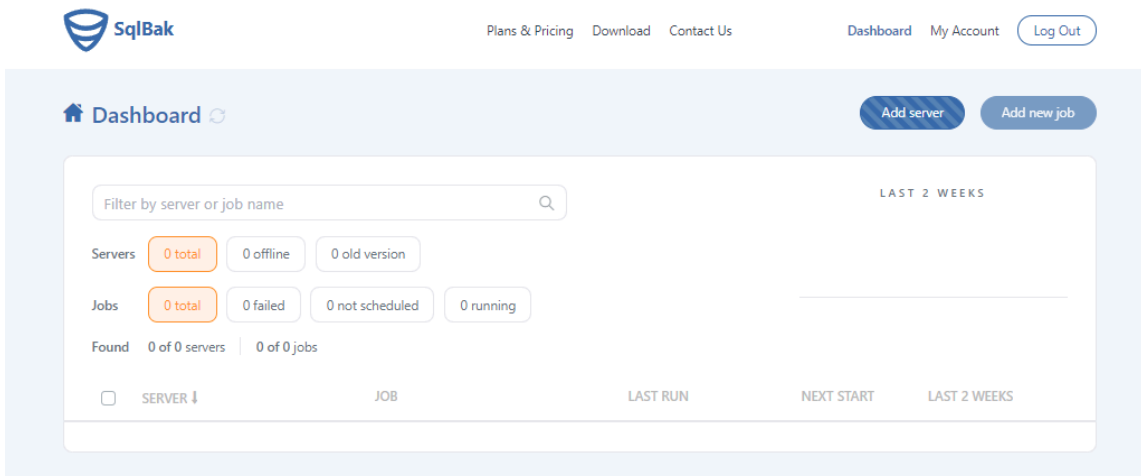 SqlBak Plans & Pricing Download Contact Us Dashboard My Account Log Out
Dashboard Add server Add new job
Filter by server or job name LAST 2 WEEKS
Servers 0 total 0 offline 0 old version
Jobs 0 total 0 failed 0 not scheduled 0 running
Found 0 of 0 servers 0 of 0 jobs
SERVER JOB LAST RUN NEXT START LAST 2 WEEKS